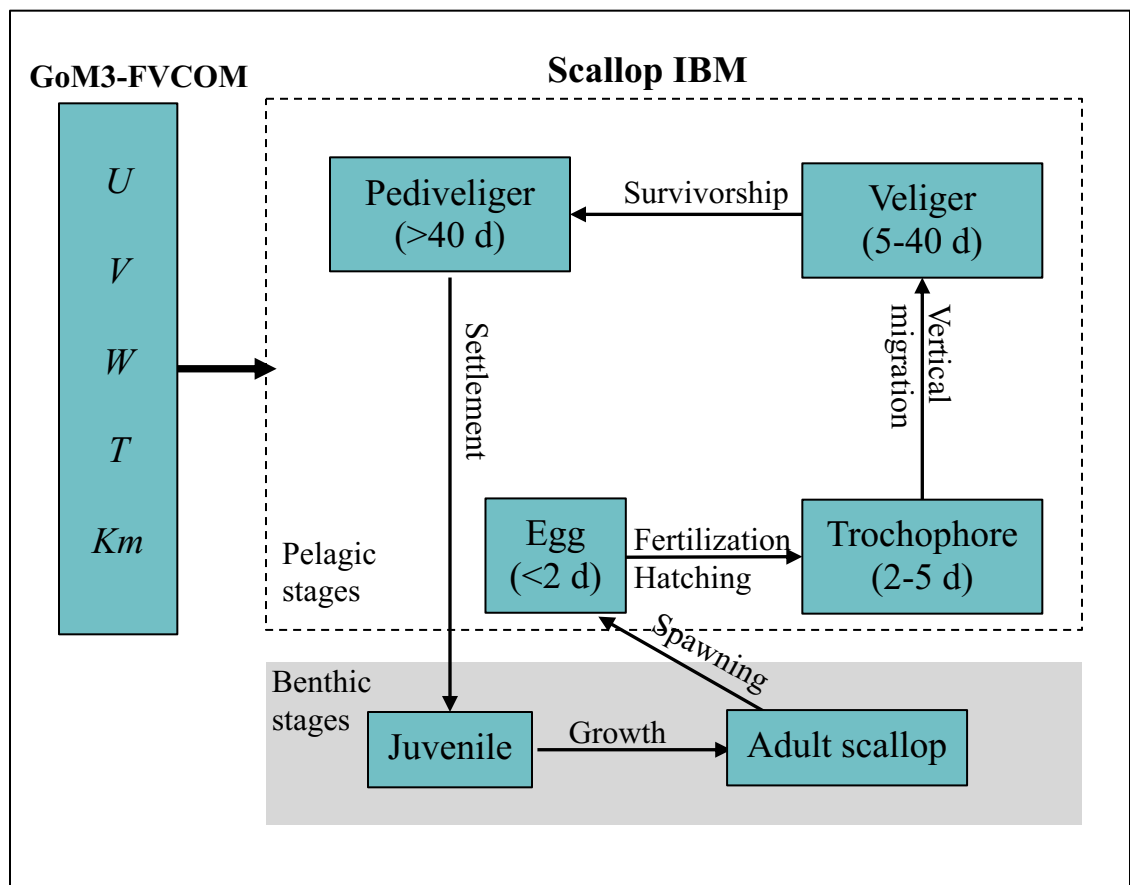 GoM3-FVCOM
U
V
W
T
Km
Scallop IBM
Pediveliger
(>40 d)
Survivorship
Veliger
(5-40 d)
Settlement
Vertical
migration
Pelagic
stages
Egg
(<2 d)
Fertilization
Hatching
Trochophore
(2-5 d)
Spawning
Benthic
stages
Juvenile
Growth
Adult scallop